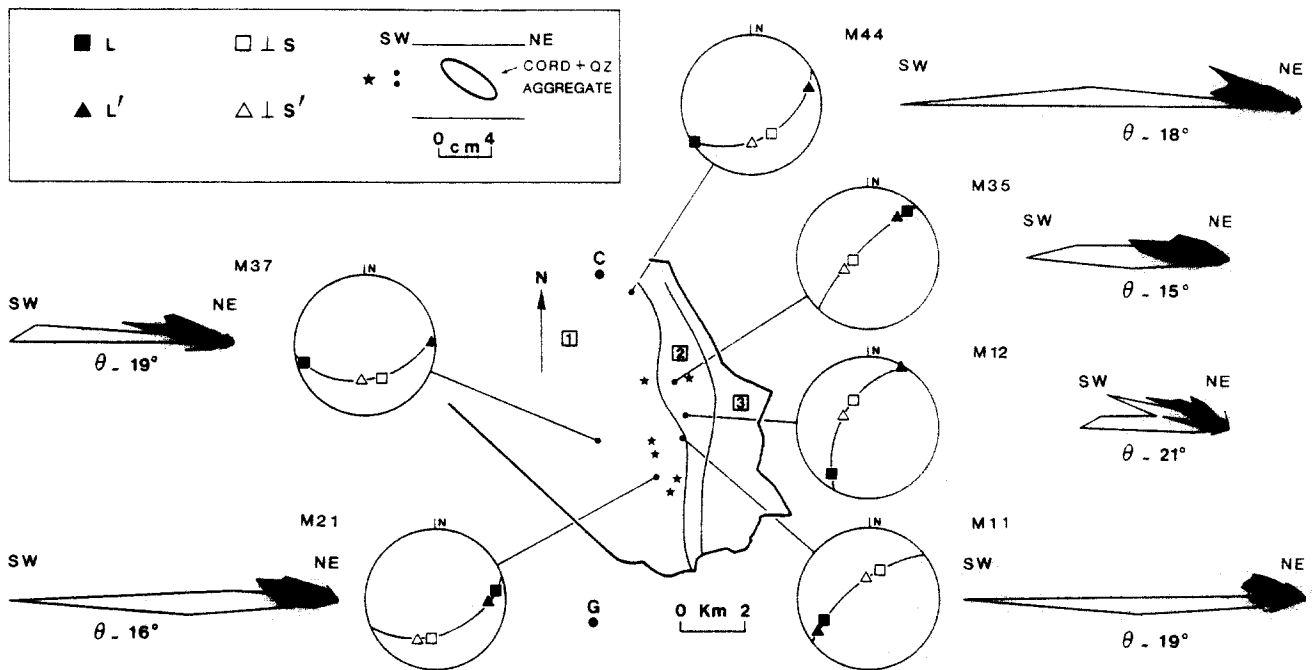 L ⊥ S
L′ ⊥ S′
SW NE
CORD + QZ
AGGREGATE
0 cm 4
N
M44
SW NE
θ - 18°
N
M35
SW NE
θ - 15°
M37
N
SW NE
θ - 19°
C
N
1
2
3
N
M12
SW NE
θ - 21°
M21
N
SW NE
θ - 16°
G
0 Km 2
N
M11
SW NE
θ - 19°